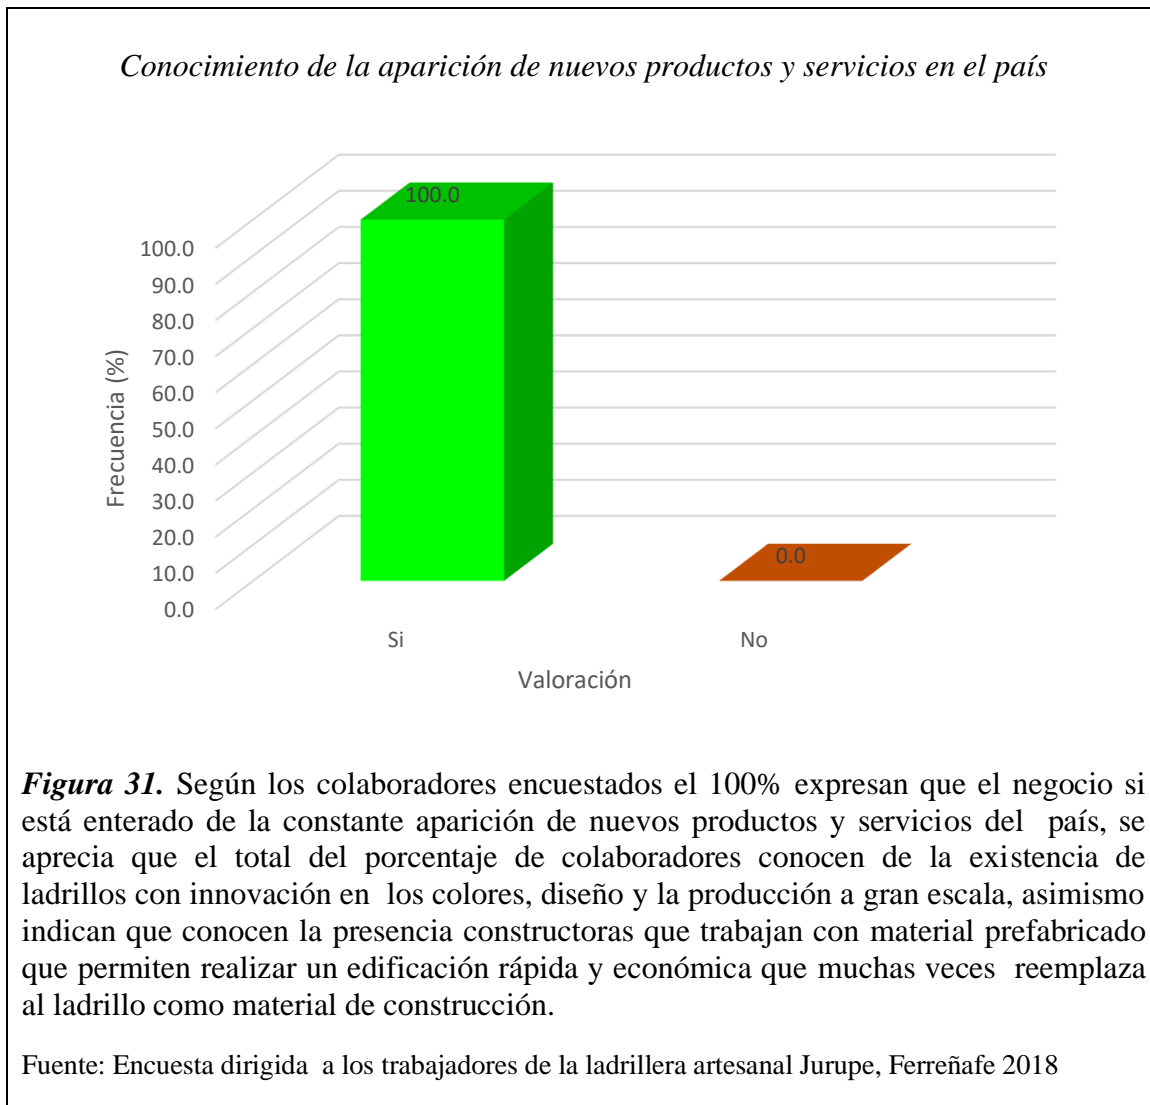 Conocimiento de la aparición de nuevos productos y servicios en el país
100.0
100.0
90.0
80.0
70.0
60.0
50.0
40.0
30.0
20.0
10.0
0.0
0.0
Frecuencia (%)
Si
No
Valoración
Figura 31. Según los colaboradores encuestados el 100% expresan que el negocio si
está enterado de la constante aparición de nuevos productos y servicios del país, se
aprecia que el total del porcentaje de colaboradores conocen de la existencia de
ladrillos con innovación en los colores, diseño y la producción a gran escala, asimismo
indican que conocen la presencia constructoras que trabajan con material prefabricado
que permiten realizar un edificación rápida y económica que muchas veces reemplaza
al ladrillo como material de construcción.
Fuente: Encuesta dirigida a los trabajadores de la ladrillera artesanal Jurupe, Ferreñafe 2018